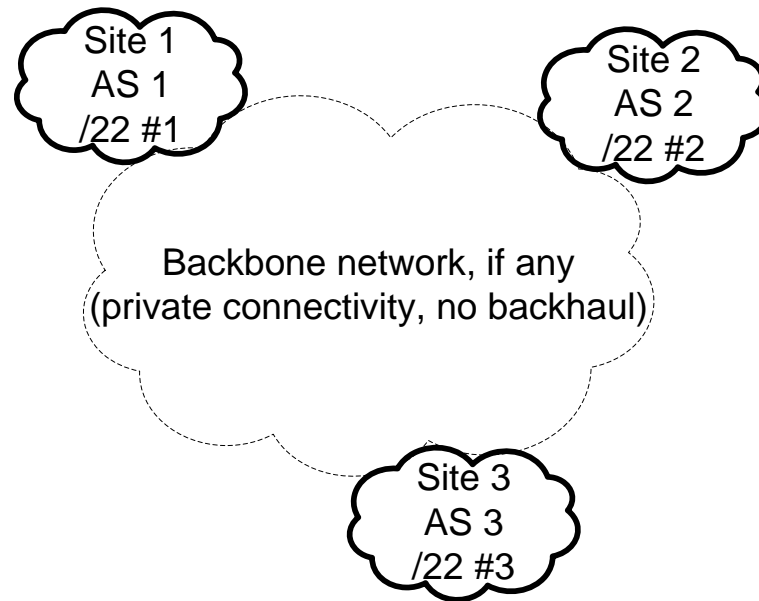 Site 1
AS 1
/22 #1
Site 2
AS 2
/22 #2
Backbone network, if any
(private connectivity, no backhaul)
Site 3
AS 3
/22 #3